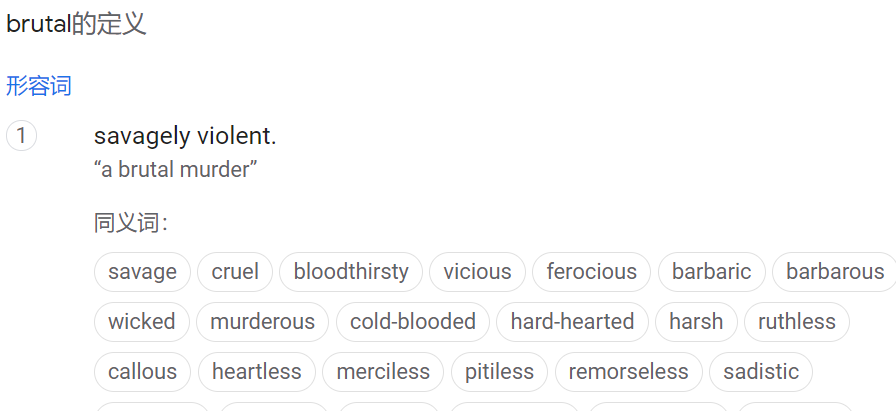 brutal的定义
形容词
1 savagely violent.
“a brutal murder”
同义词：
savage cruel bloodthirsty vicious ferocious barbaric barbarous
wicked murderous cold-blooded hard-hearted harsh ruthless
callous heartless merciless pitiless remorseless sadistic